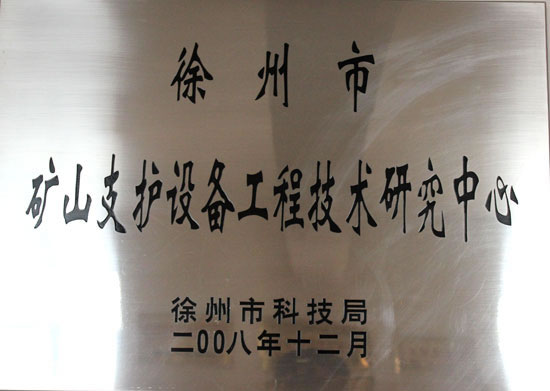 徐州市
矿山支护设备工程技术研究中心
徐州市科技局
二00八年十二月